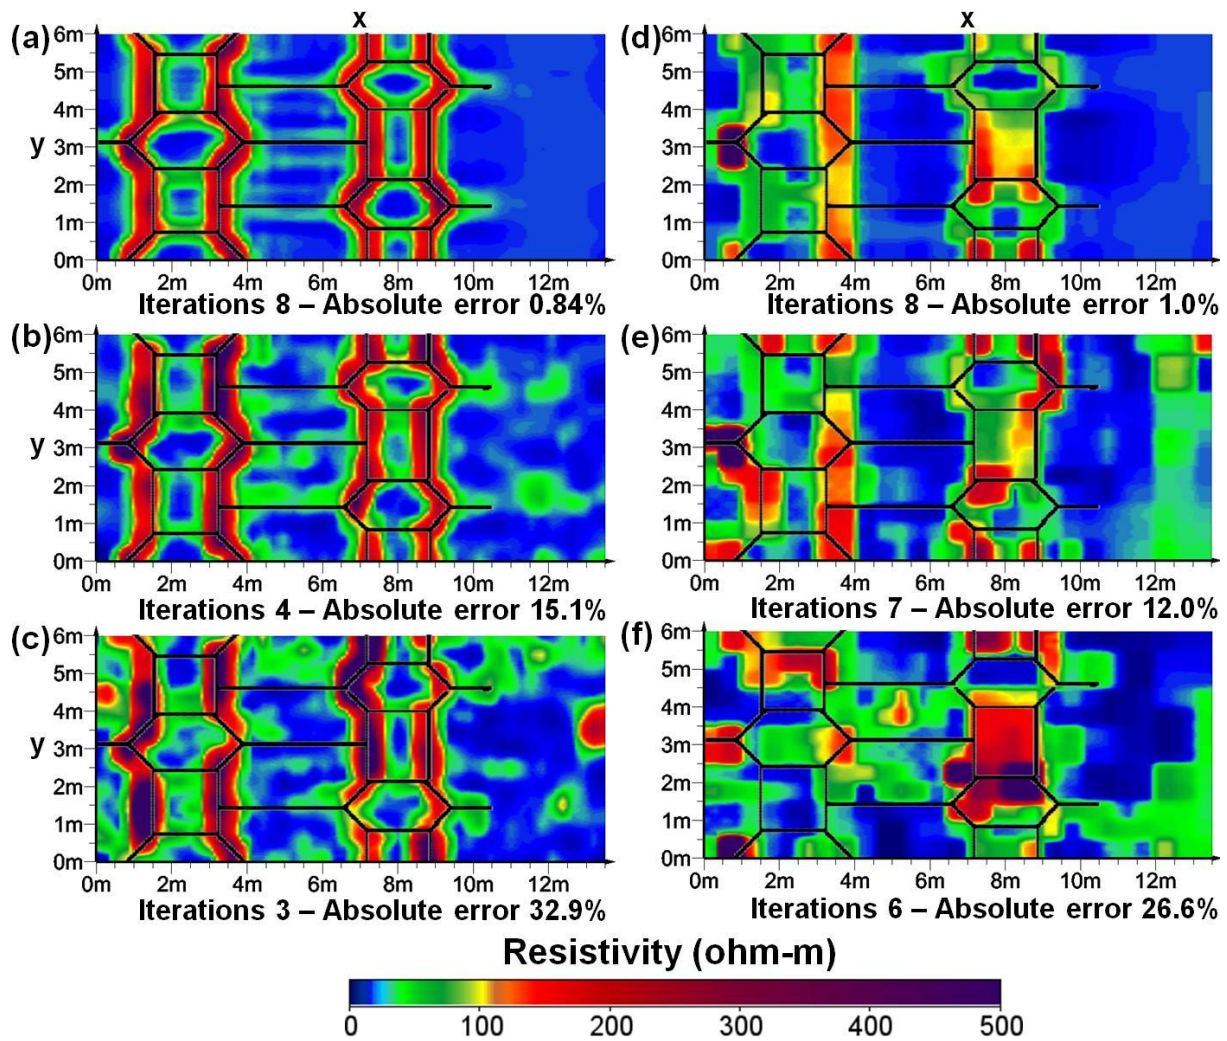 x x
(a) (d)
6m 6m
5m 5m
4m 4m
y 3m 3m
2m 2m
1m 1m
0m 0m
0m 2m 4m 6m 8m 10m 12m 0m 2m 4m 6m 8m 10m 12m
Iterations 8 – Absolute error 0.84% Iterations 8 – Absolute error 1.0%
(b) (e)
6m 6m
5m 5m
4m 4m
y 3m 3m
2m 2m
1m 1m
0m 0m
0m 2m 4m 6m 8m 10m 12m 0m 2m 4m 6m 8m 10m 12m
Iterations 4 – Absolute error 15.1% Iterations 7 – Absolute error 12.0%
(c) (f)
6m 6m
5m 5m
4m 4m
y 3m 3m
2m 2m
1m 1m
0m 0m
0m 2m 4m 6m 8m 10m 12m 0m 2m 4m 6m 8m 10m 12m
Iterations 3 – Absolute error 32.9% Iterations 6 – Absolute error 26.6%
Resistivity (ohm-m)
0 100 200 300 400 500